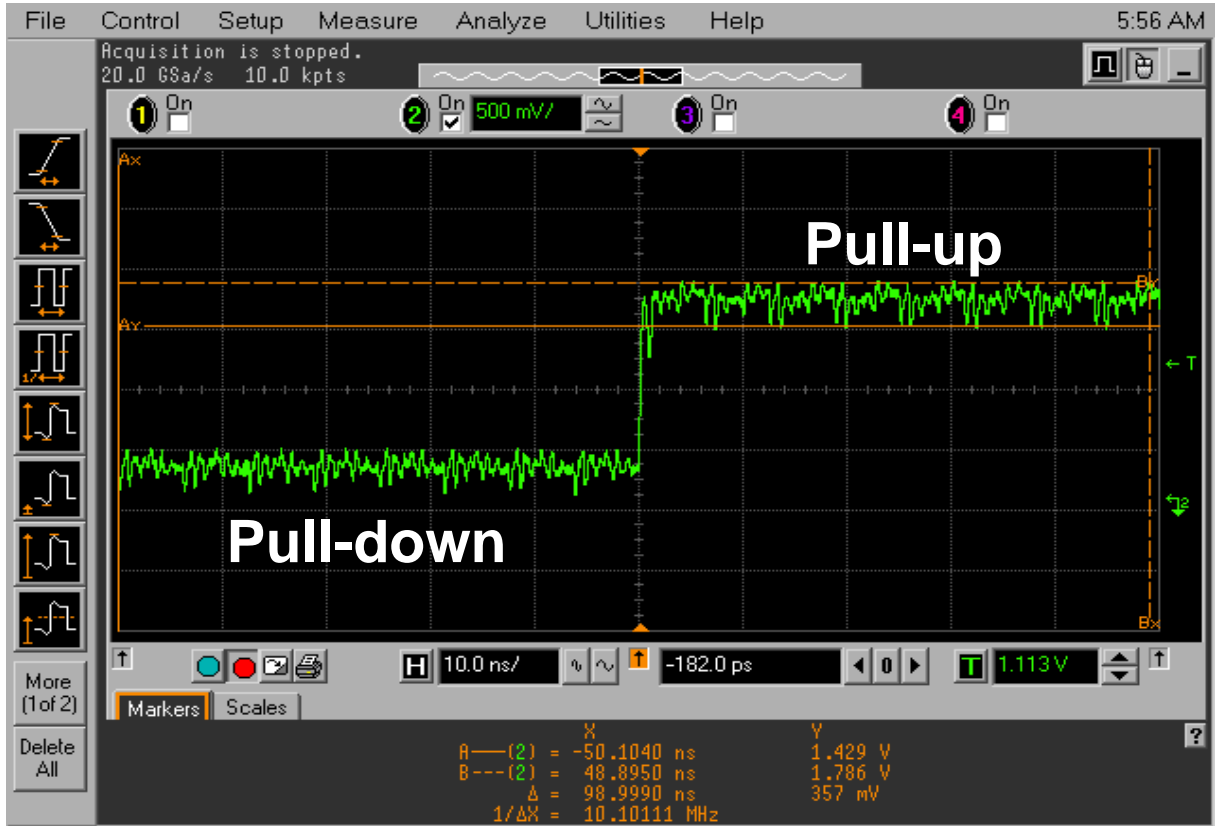 File Control Setup Measure Analyze Utilities Help 5:56 AM
Acquisition is stopped.
20.0 GSa/s 10.0 kpts
1 On 2 On 500 mV/ 3 On 4 On
Ax
Pull-up
By
Ay
T
1/
2
Pull-down
Bx
More
(1of 2)
H 10.0 ns/ -182.0 ps 0 T 1.113 V
Markers Scales
Delete
All
?
X Y
A——(2) = -50.1040 ns 1.429 V
B---(2) = 48.8950 ns 1.786 V
Δ = 98.9990 ns 357 mV
1/ΔX = 10.10111 MHz